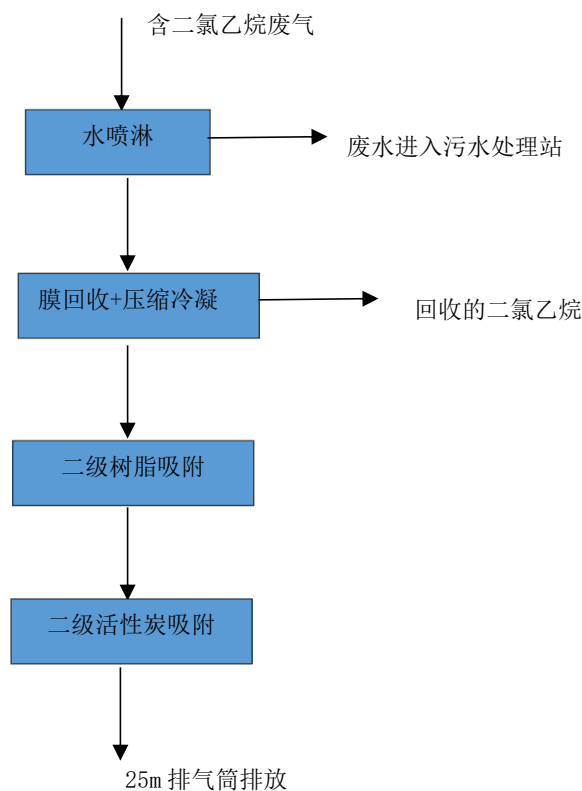 含二氯乙烷废气
水喷淋
废水进入污水处理站
膜回收+压缩冷凝
回收的二氯乙烷
二级树脂吸附
二级活性炭吸附
25m 排气筒排放